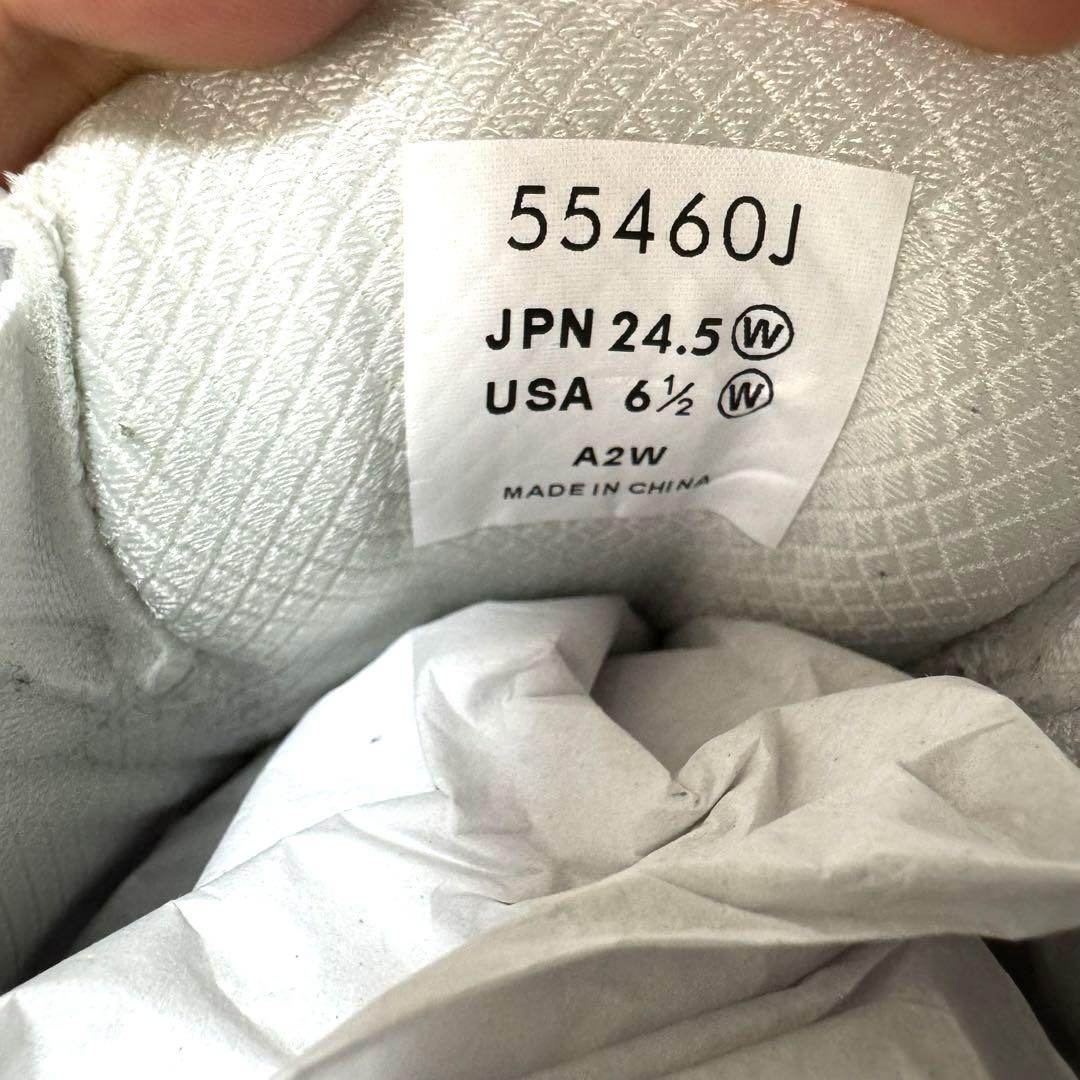 55460J
JPN 24.5 Ⓦ
USA 6½ Ⓦ
A2W
MADE IN CHINA